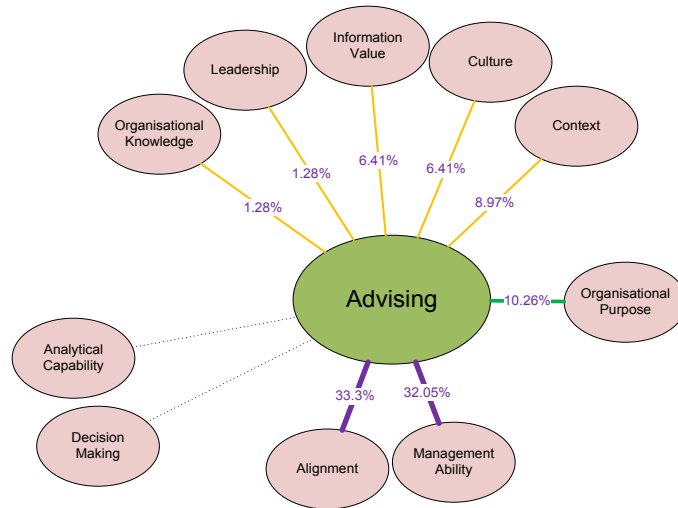 Information
Value
Leadership
Culture
Organisational
Knowledge
Context
6.41%
1.28%
6.41%
8.97%
1.28%
Advising
10.26%
Organisational
Purpose
Analytical
Capability
33.3%
32.05%
Decision
Making
Alignment
Management
Ability